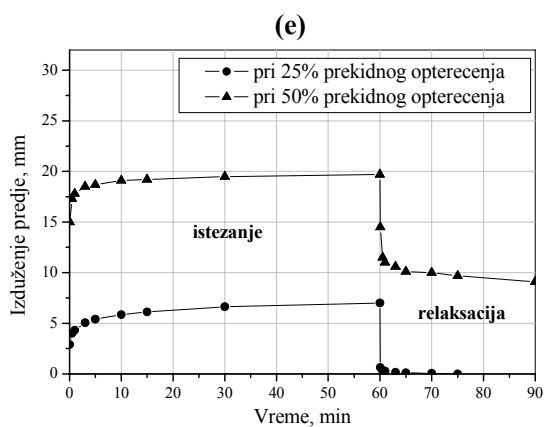 (e)
pri 25% prekidnog opterecenja
pri 50% prekidnog opterecenja
Izduženje predje, mm
30
25
20
15
10
5
0
istezanje
relaksacija
0 10 20 30 40 50 60 70 80 90
Vreme, min